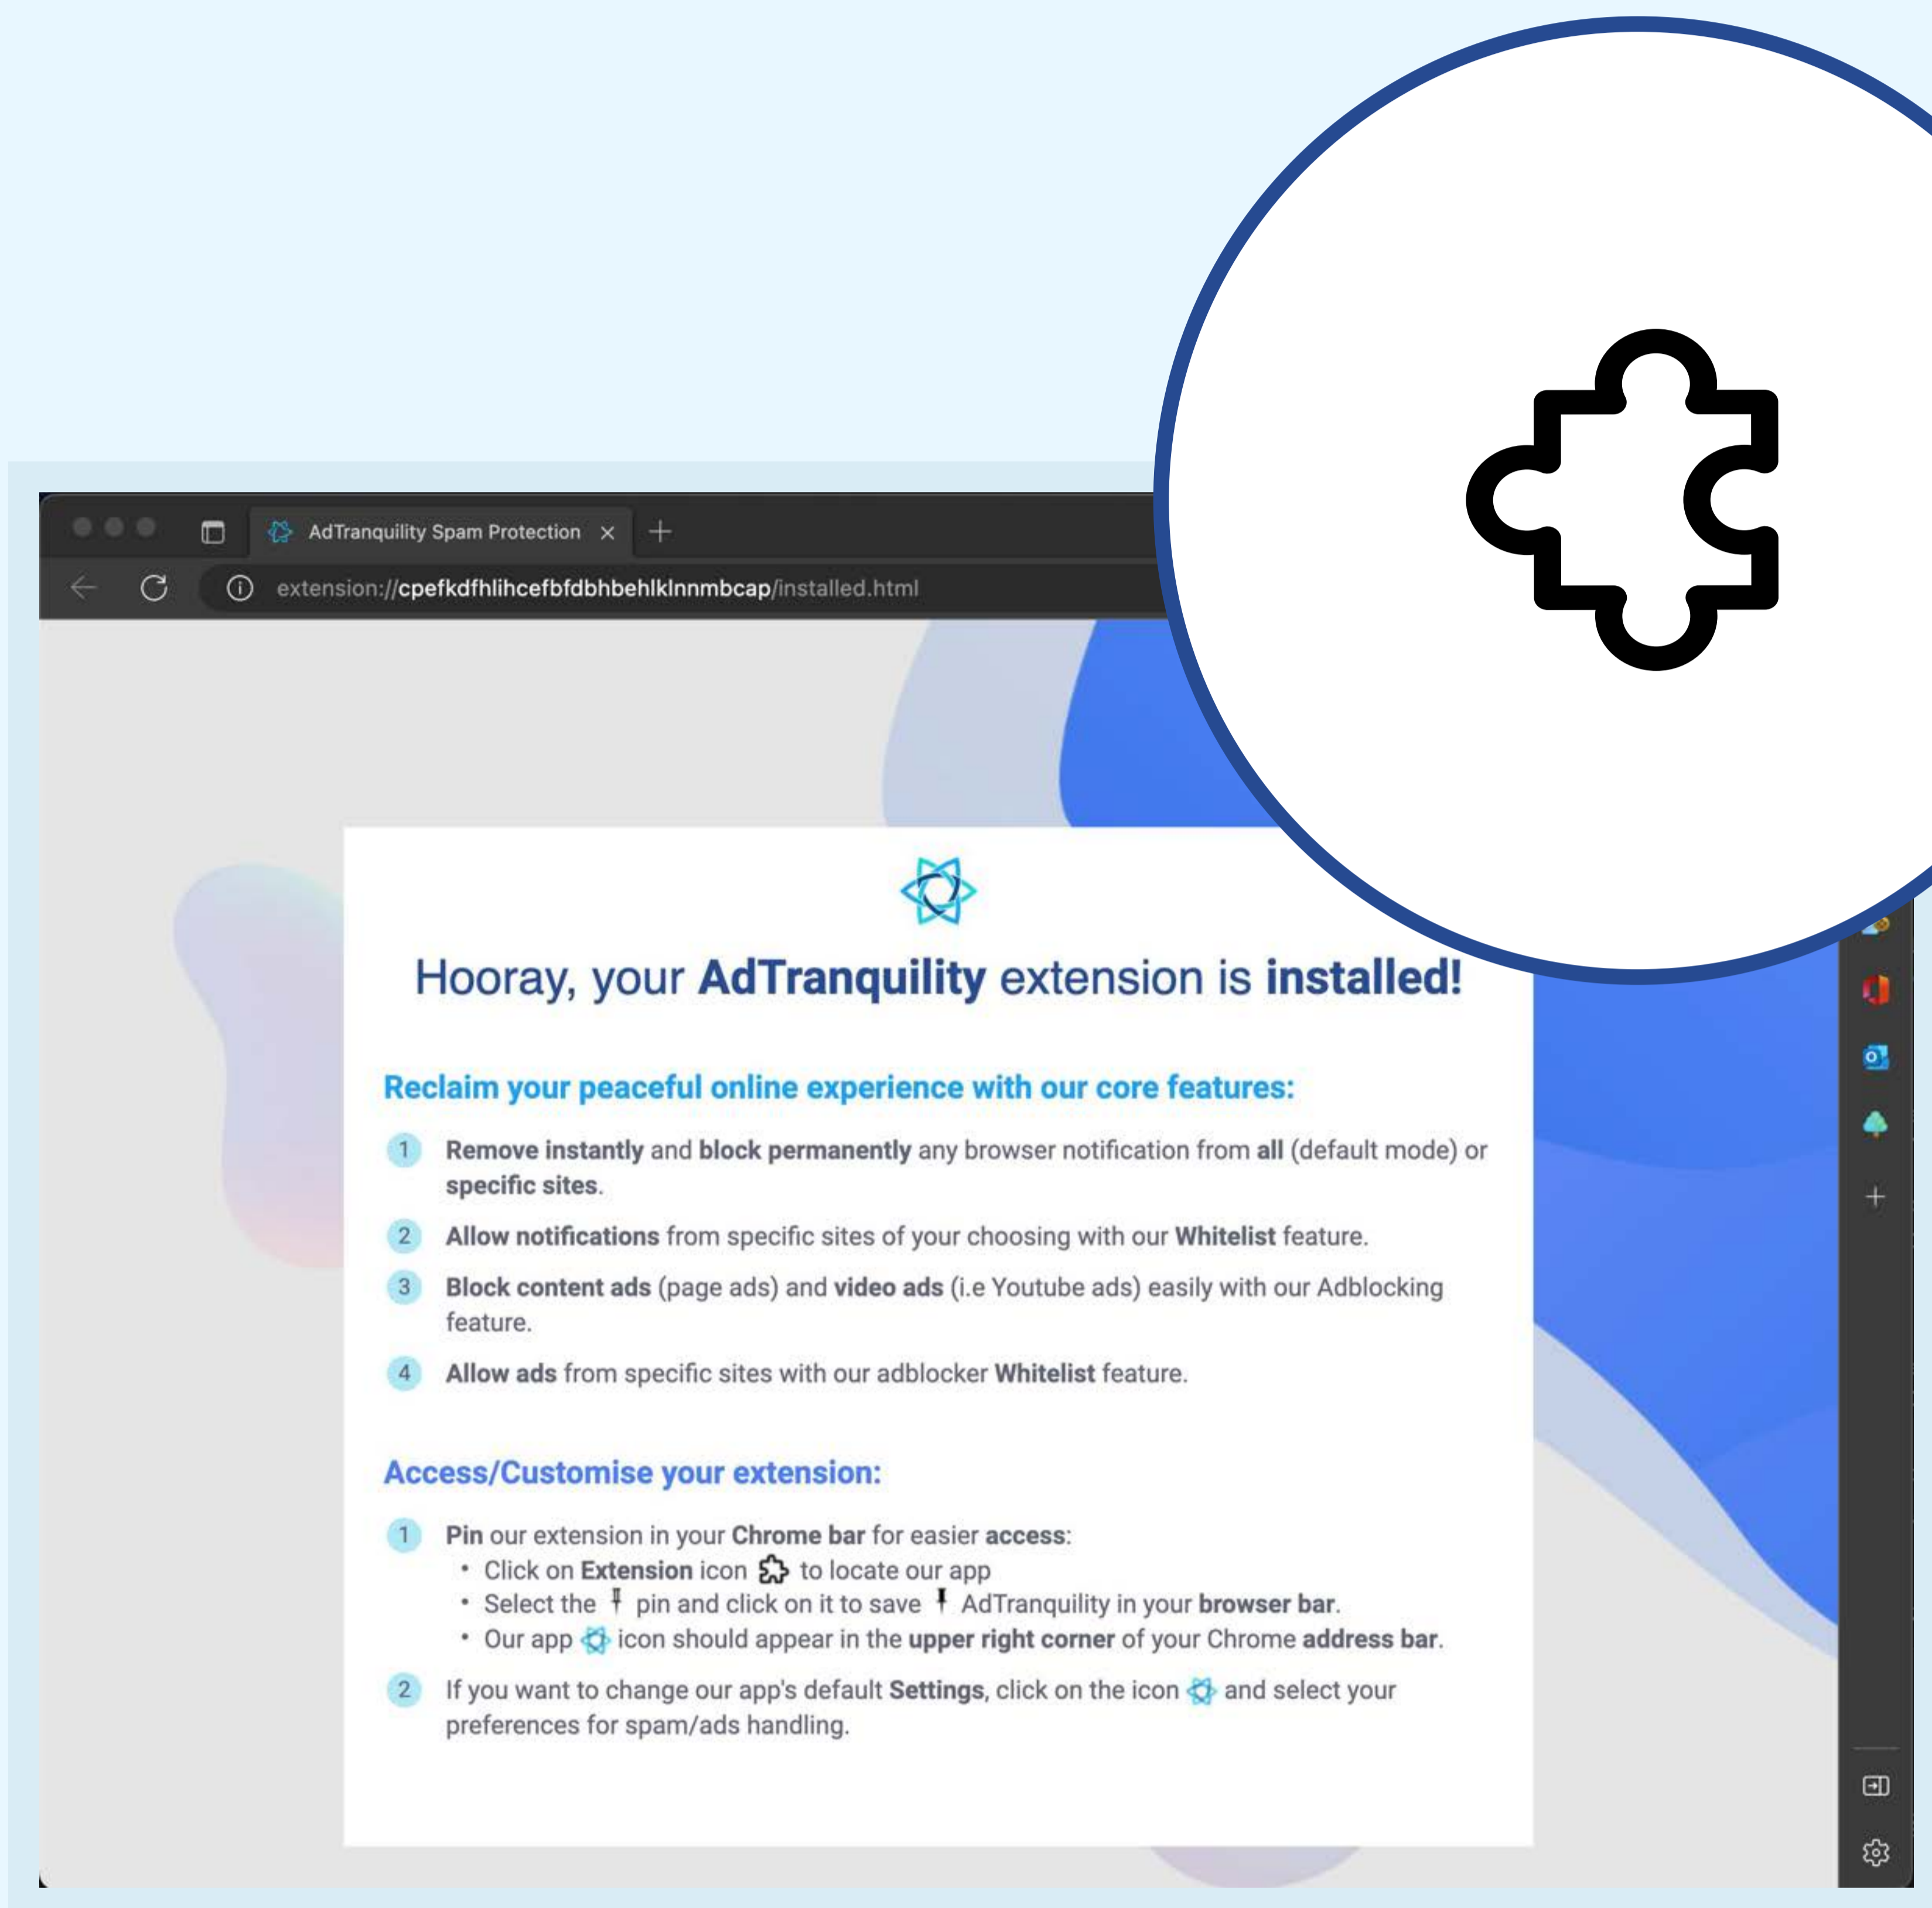 AdTranquility Spam Protection
extension://cpefkdfhlihcefbfdbhbehlklnnmbcap/installed.html
Hooray, your AdTranquility extension is installed!
Reclaim your peaceful online experience with our core features:
1 Remove instantly and block permanently any browser notification from all (default mode) or
specific sites.
2 Allow notifications from specific sites of your choosing with our Whitelist feature.
3 Block content ads (page ads) and video ads (i.e Youtube ads) easily with our Adblocking
feature.
4 Allow ads from specific sites with our adblocker Whitelist feature.
Access/Customise your extension:
1 Pin our extension in your Chrome bar for easier access:
• Click on Extension icon to locate our app
• Select the pin and click on it to save AdTranquility in your browser bar.
• Our app icon should appear in the upper right corner of your Chrome address bar.
2 If you want to change our app's default Settings, click on the icon and select your
preferences for spam/ads handling.